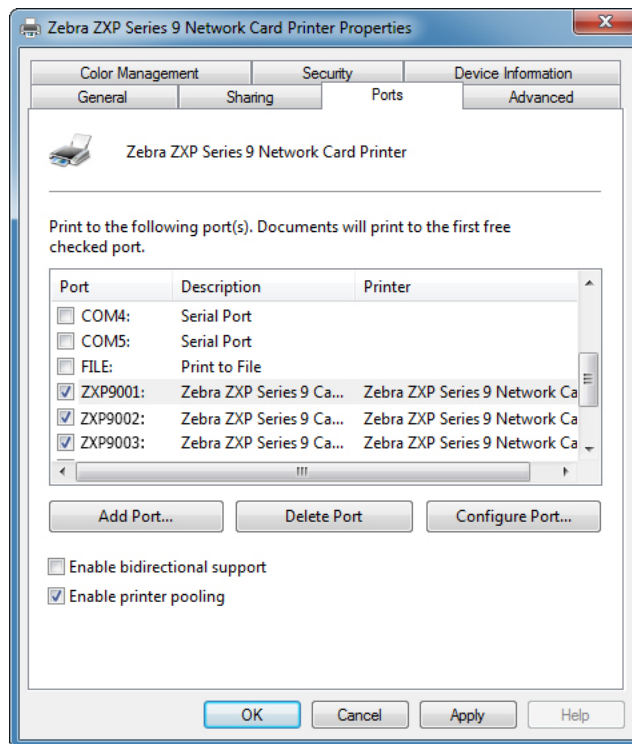 Zebra ZXP Series 9 Network Card Printer Properties
Color Management Security Device Information
General Sharing Ports Advanced
Zebra ZXP Series 9 Network Card Printer
Print to the following port(s). Documents will print to the first free
checked port.
Port Description Printer
COM4: Serial Port
COM5: Serial Port
FILE: Print to File
ZXP9001: Zebra ZXP Series 9 Ca... Zebra ZXP Series 9 Network Ca
ZXP9002: Zebra ZXP Series 9 Ca... Zebra ZXP Series 9 Network Ca
ZXP9003: Zebra ZXP Series 9 Ca... Zebra ZXP Series 9 Network Ca
Add Port... Delete Port Configure Port...
Enable bidirectional support
Enable printer pooling
OK Cancel Apply Help